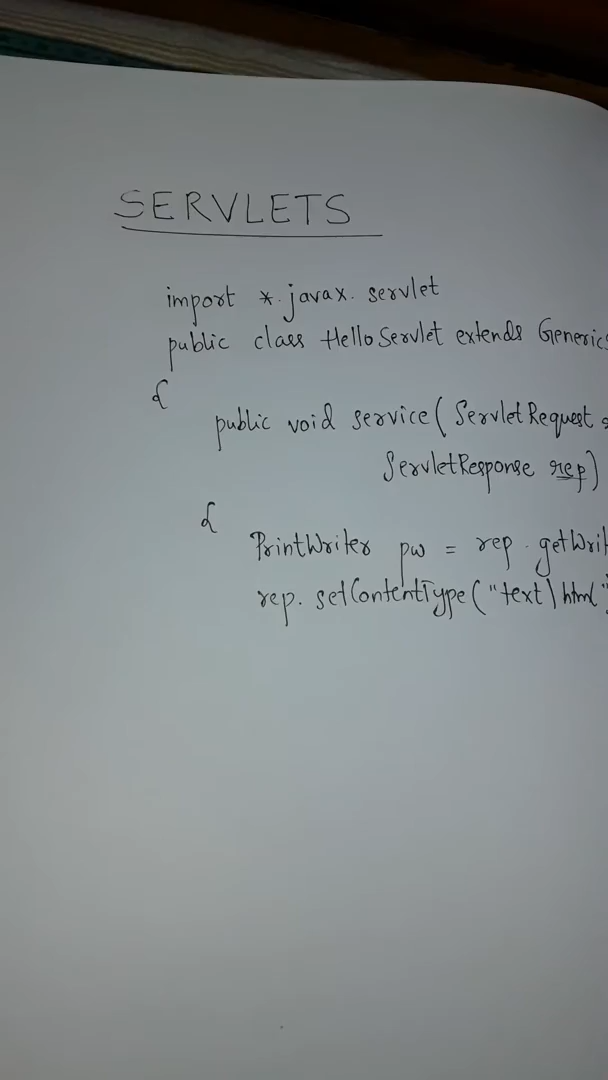 SERVLETS
import *.javax.servlet
public class HelloServlet extends Generics
{
public void service(ServletRequest
ServletResponse rep)
{
PrintWriter pw = rep.getWrit
rep.setContentType("text\html"